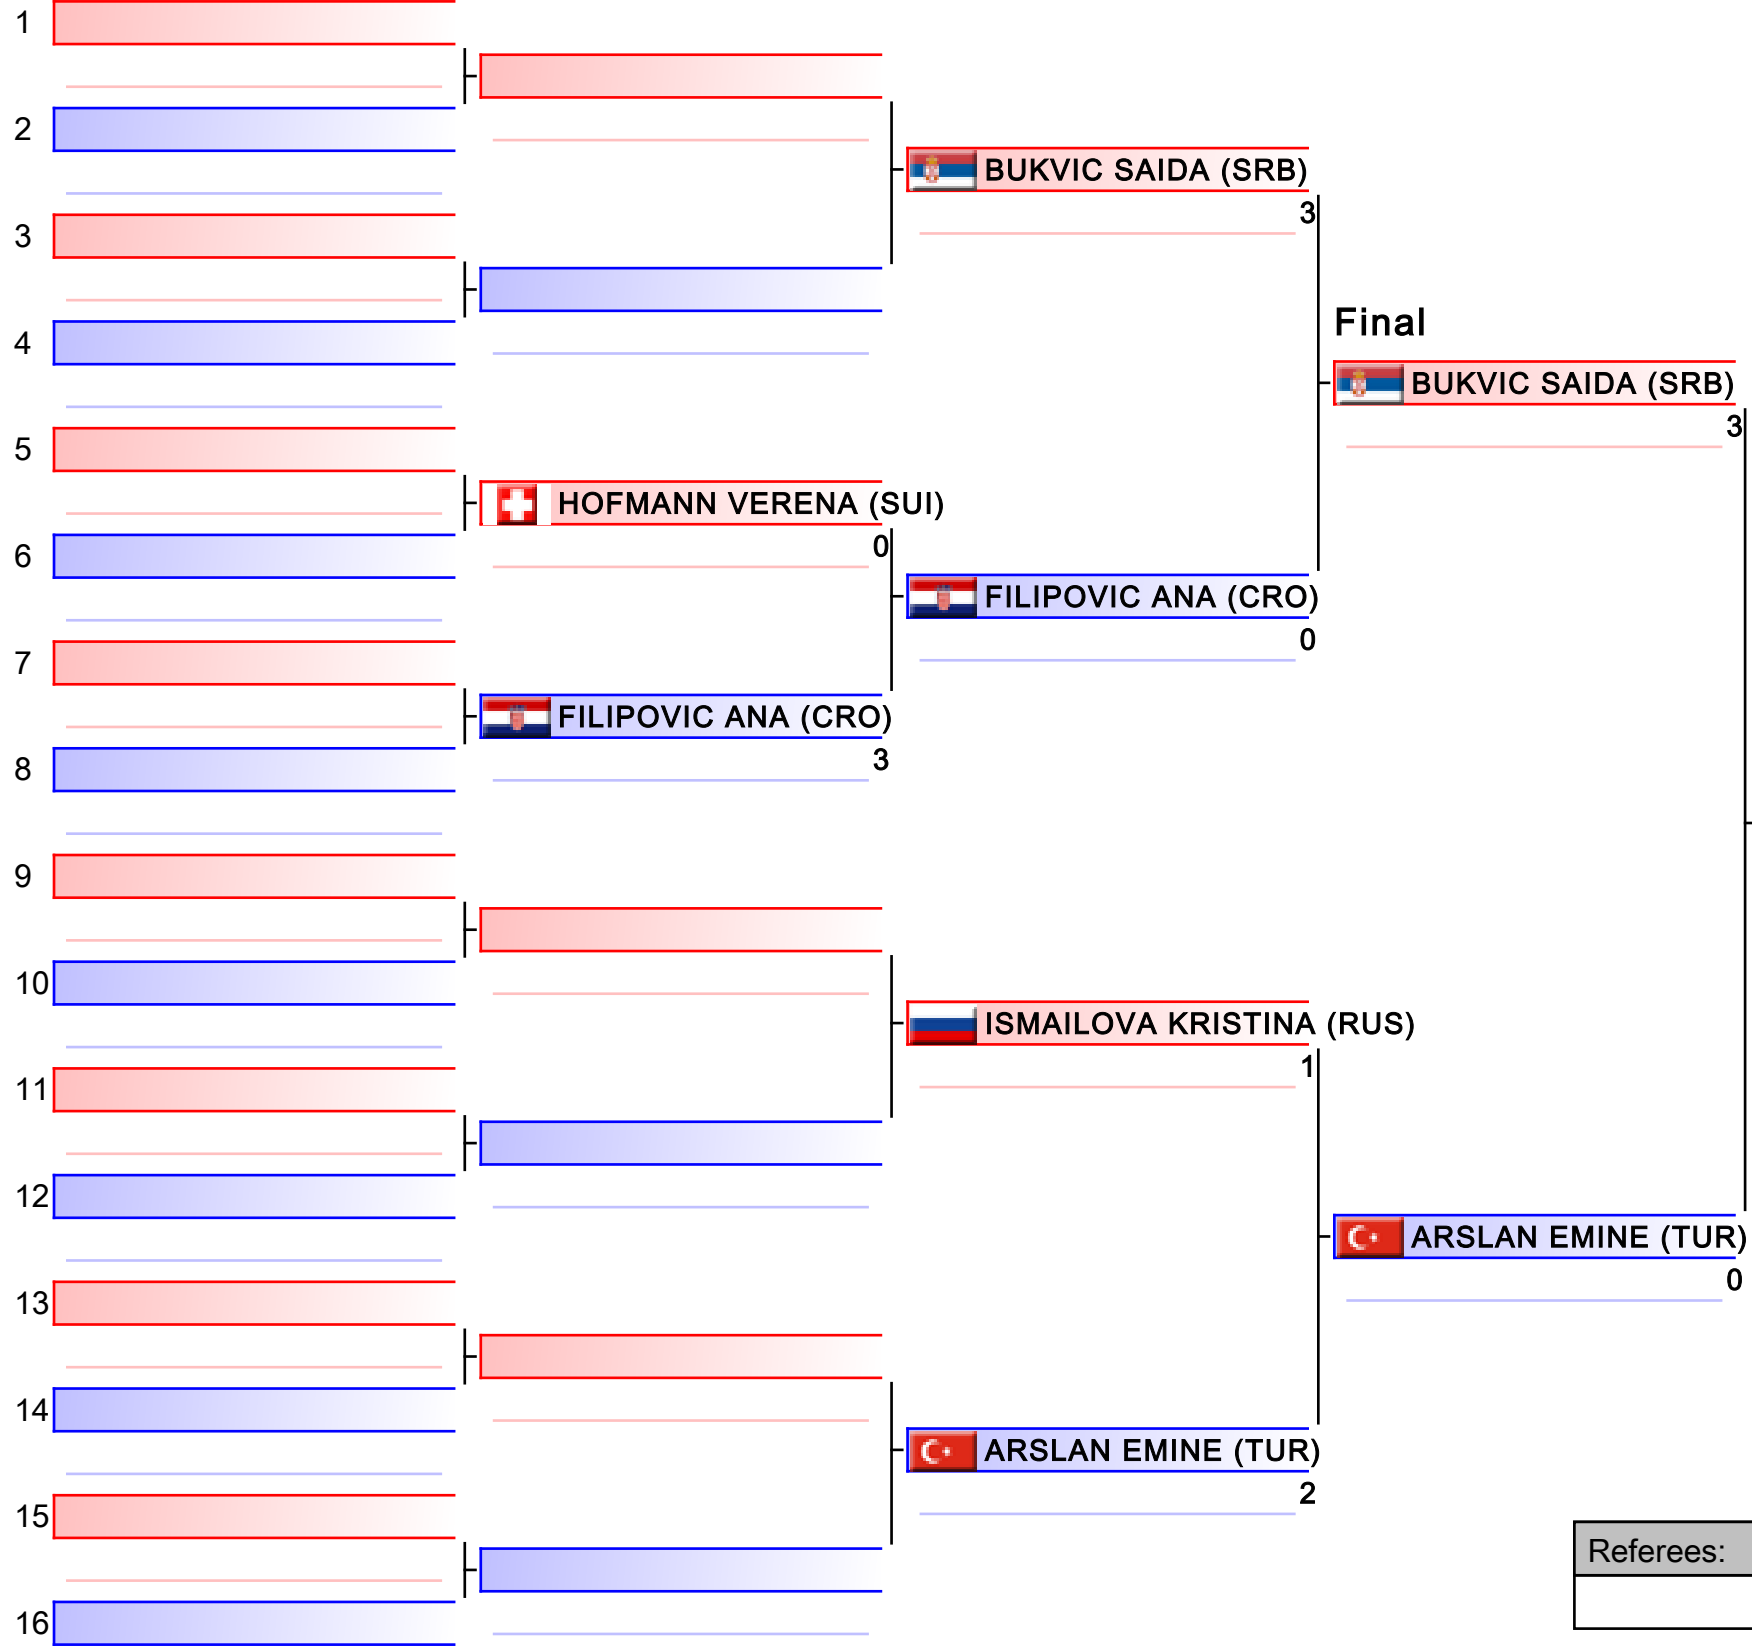 1
2
BUKVIC SAIDA (SRB)
3
3
4
Final
BUKVIC SAIDA (SRB)
3
5
HOFMANN VERENA (SUI)
0
6
FILIPOVIC ANA (CRO)
0
7
FILIPOVIC ANA (CRO)
3
8
9
10
ISMAILOVA KRISTINA (RUS)
1
11
12
ARSLAN EMINE (TUR)
0
13
14
ARSLAN EMINE (TUR)
2
15
Referees:
16